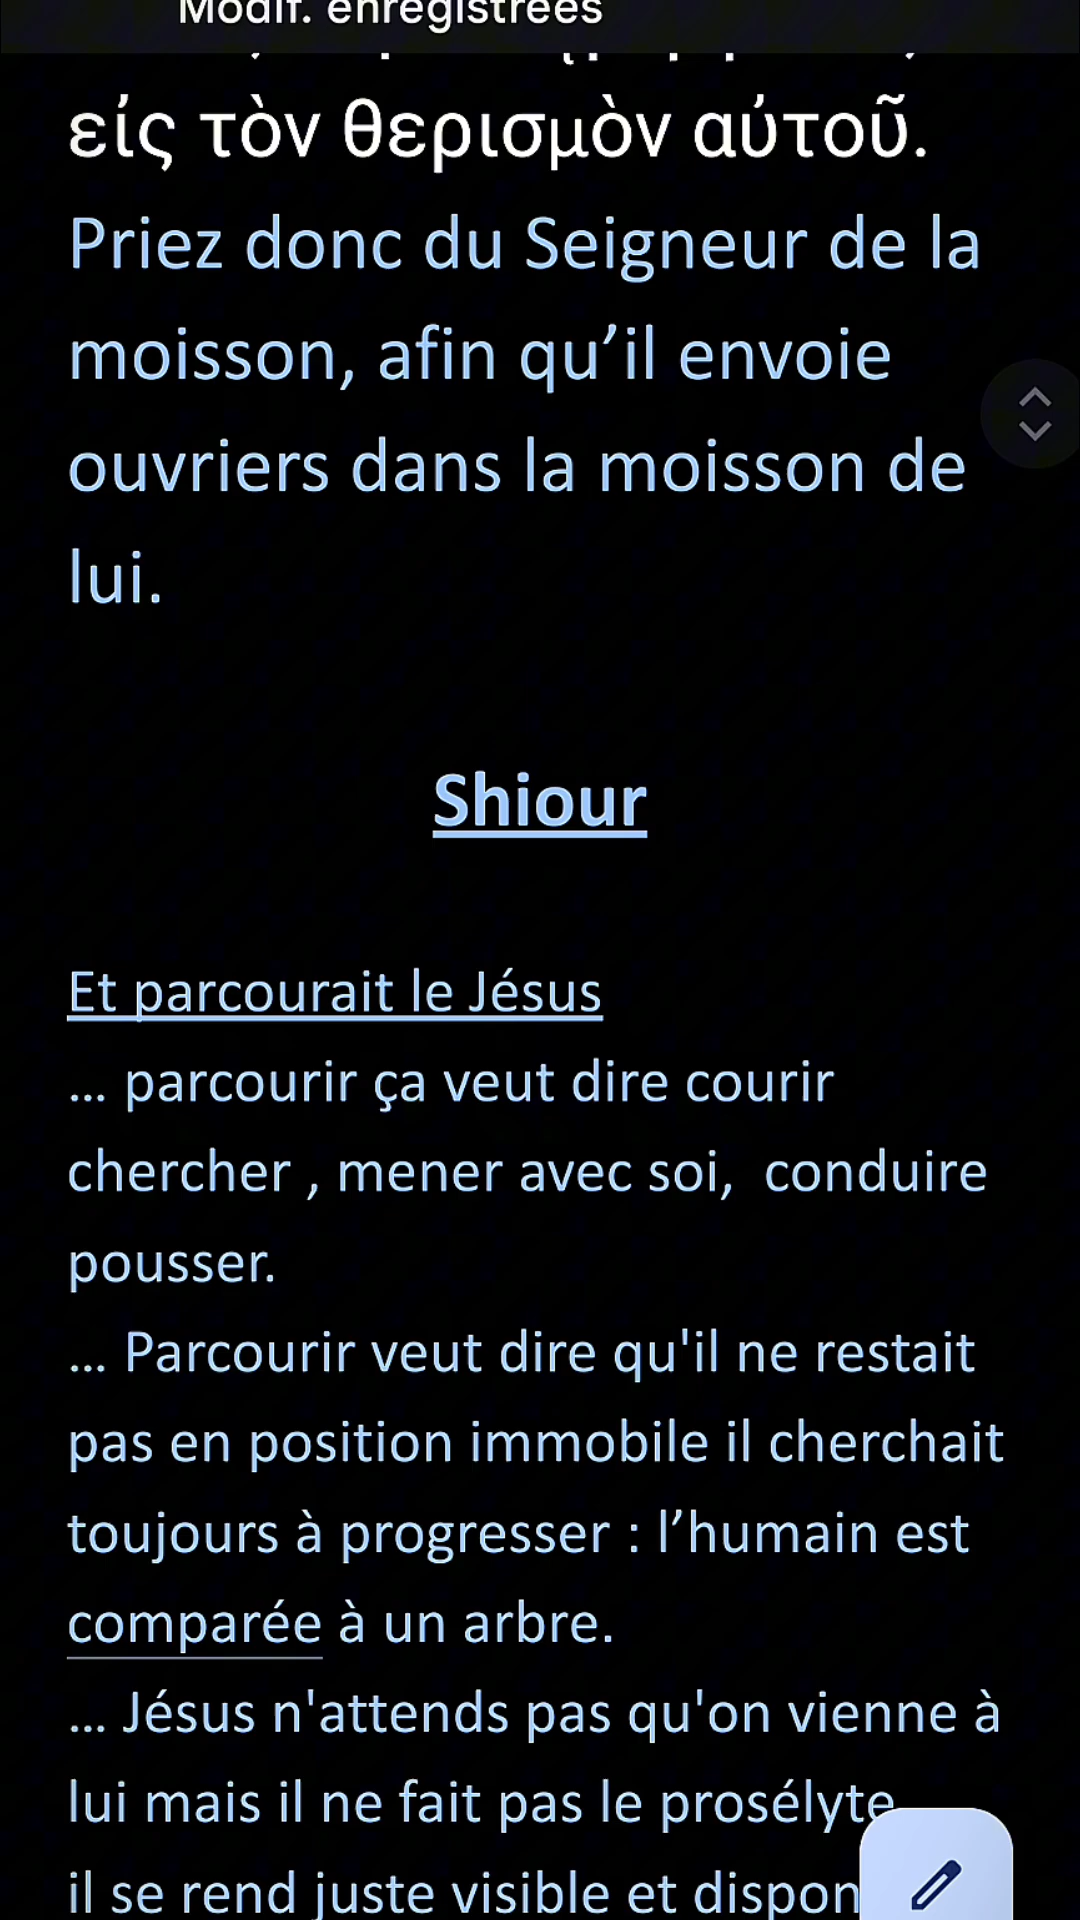 Modif. enregistrées
εἰς τὸν θερισμὸν αὐτοῦ.
Priez donc du Seigneur de la
moisson, afin qu’il envoie
ouvriers dans la moisson de
lui.
Shiour
Et parcourait le Jésus
... parcourir ça veut dire courir
chercher , mener avec soi,  conduire
pousser.
... Parcourir veut dire qu'il ne restait
pas en position immobile il cherchait
toujours à progresser : l’humain est
comparée à un arbre.
... Jésus n'attends pas qu'on vienne à
lui mais il ne fait pas le prosélyte
il se rend juste visible et dispon